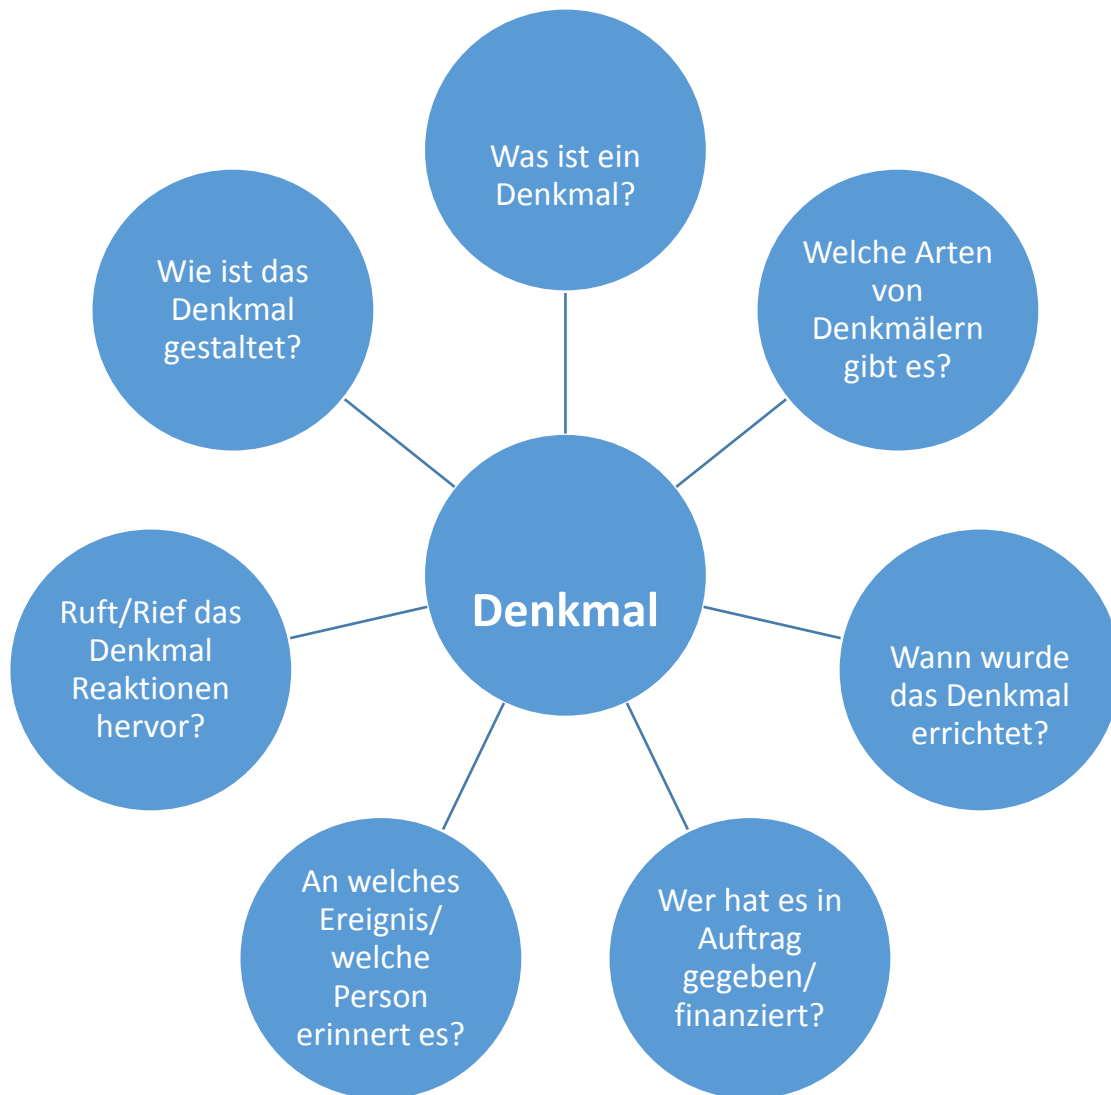 Was ist ein
Denkmal?
Welche Arten
von
Denkmälern
gibt es?
Wie ist das
Denkmal
gestaltet?
Denkmal
Ruft/Rief das
Denkmal
Reaktionen
hervor?
Wann wurde
das Denkmal
errichtet?
An welches
Ereignis/
welche
Person
erinnert es?
Wer hat es in
Auftrag
gegeben/
finanziert?